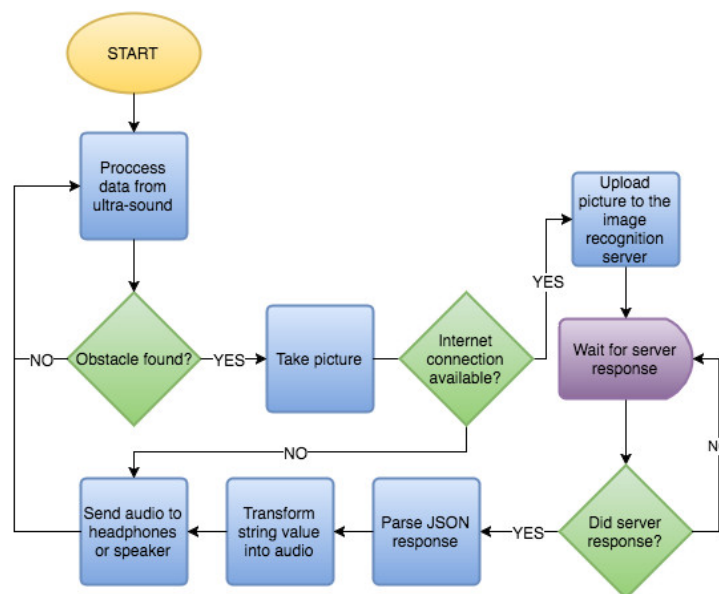 START
Proccess
data from
ultra-sound
Upload
picture to the
image
recognition
server
YES
Obstacle found?
NO
YES
Take picture
Internet
connection
available?
Wait for server
response
NO
NO
Send audio to
headphones
or speaker
Transform
string value
into audio
Parse JSON
response
YES
Did server
response?